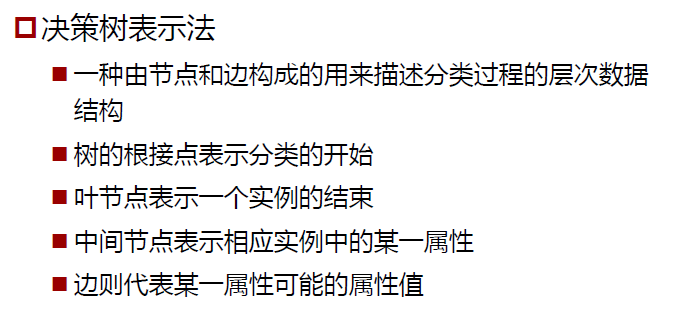 决策树表示法
一种由节点和边构成的用来描述分类过程的层次数据
结构
树的根接点表示分类的开始
叶节点表示一个实例的结束
中间节点表示相应实例中的某一属性
边则代表某一属性可能的属性值